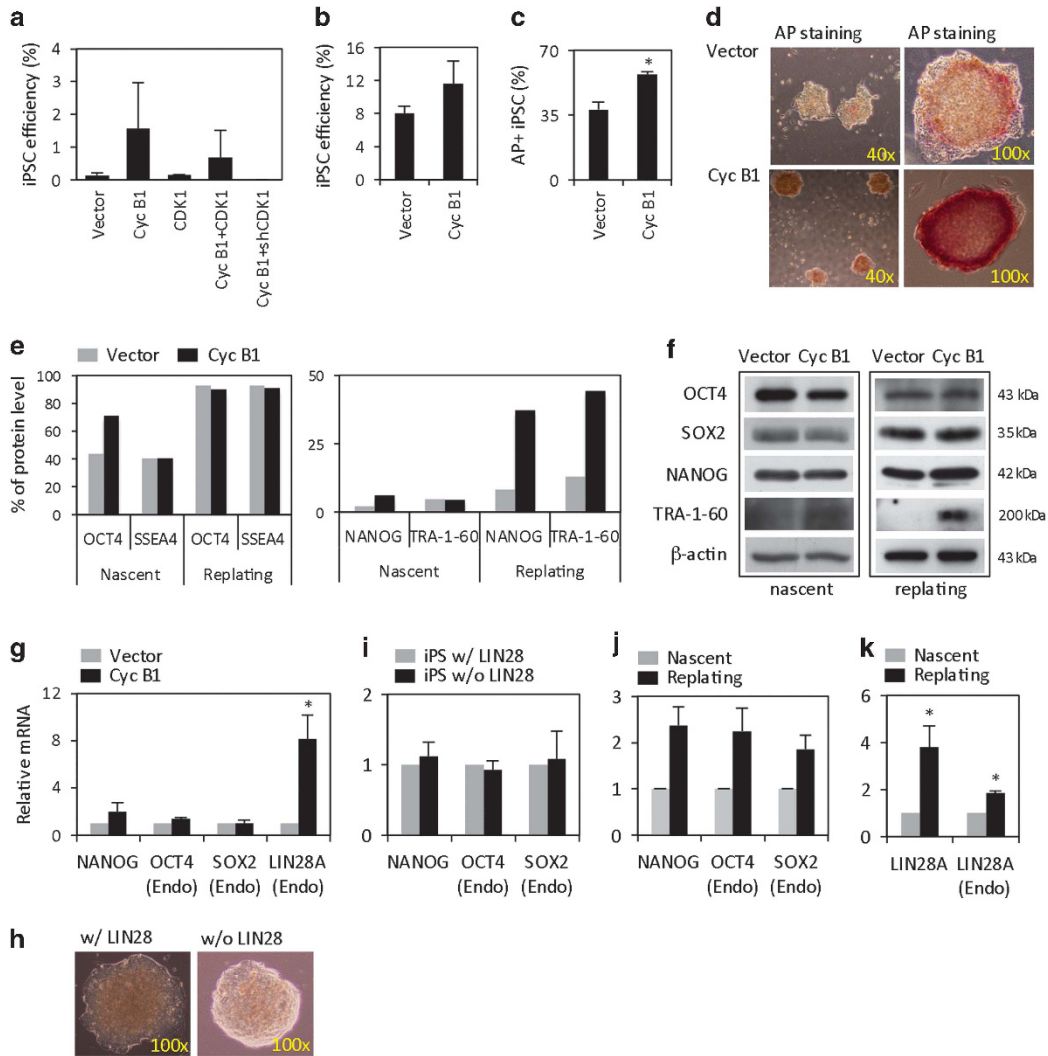 a
iPSC efficiency (%)
4
3
2
1
0
Vector
Cyc B1
CDK1
Cyc B1+CDK1
Cyc B1+shCDK1
b
iPSC efficiency (%)
16
12
8
4
0
Vector
Cyc B1
c
AP+ iPSC (%)
70
35
0
*
Vector
Cyc B1
d
AP staining AP staining
Vector
40x 100x
Cyc B1
40x 100x
e
Vector Cyc B1
% of protein level
100
80
60
40
20
0
OCT4 SSEA4 OCT4 SSEA4
Nascent Replating
50
25
0
NANOG TRA-1-60 NANOG TRA-1-60
Nascent Replating
f
Vector Cyc B1 Vector Cyc B1
OCT4 43 kDa
SOX2 35kDa
NANOG 42 kDa
TRA-1-60 200kDa
β-actin 43kDa
nascent replating
g
Vector
Cyc B1
Relative mRNA
12
8
4
0
*
NANOG OCT4 SOX2 LIN28A
(Endo) (Endo) (Endo)
i
iPS w/ LIN28
iPS w/o LIN28
2
1
0
NANOG OCT4 SOX2
(Endo) (Endo)
j
Nascent
Replating
3
2
1
0
NANOG OCT4 SOX2
(Endo) (Endo)
k
Nascent
Replating
6
4
2
0
*
*
LIN28A LIN28A
(Endo)
h
w/ LIN28 w/o LIN28
100x 100x